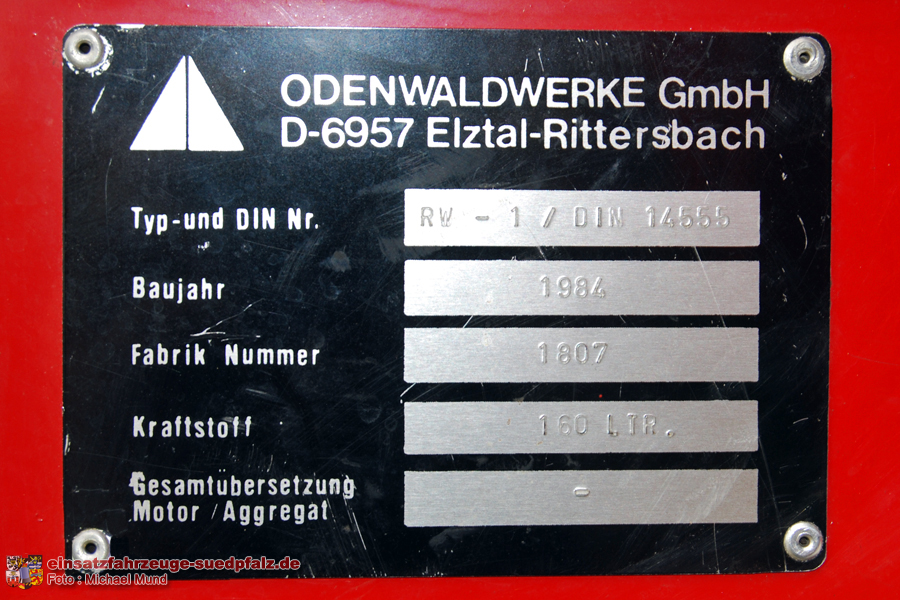 ODENWALDWERKE GmbH
D-6957 Elztal-Rittersbach
Typ-und DIN Nr. RW - 1 / DIN 14555
Baujahr 1984
Fabrik Nummer 1807
Kraftstoff 160 LTR.
Gesamtübersetzung
Motor / Aggregat -
einsatzfahrzeuge-suedpfalz.de
Foto : Michael Mund